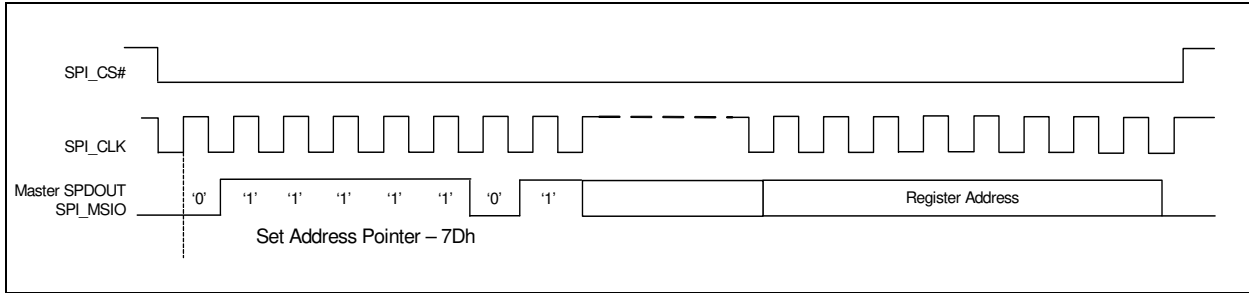 SPI_CS#
SPI_CLK
Master SPDOUT
SPI_MSIO
‘0’ ‘1’ ‘1’ ‘1’ ‘1’ ‘1’ ‘0’ ‘1’ Register Address
Set Address Pointer – 7Dh